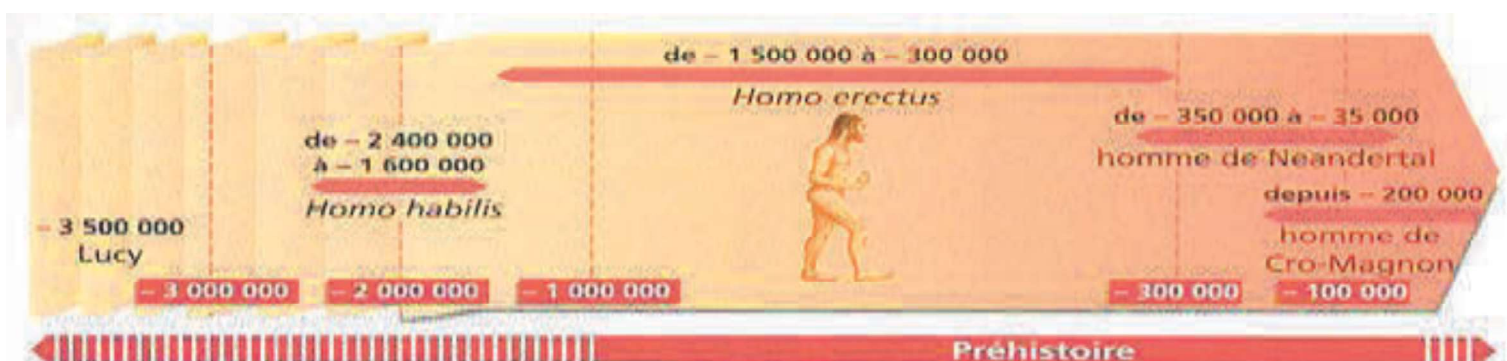 de – 1 500 000 à – 300 000
Homo erectus
de – 2 400 000
à – 1 600 000
Homo habilis
de – 350 000 à – 35 000
homme de Neandertal
depuis – 200 000
homme de
Cro-Magnon
– 3 500 000
Lucy
– 3 000 000
– 2 000 000
– 1 000 000
– 300 000
– 100 000
Préhistoire